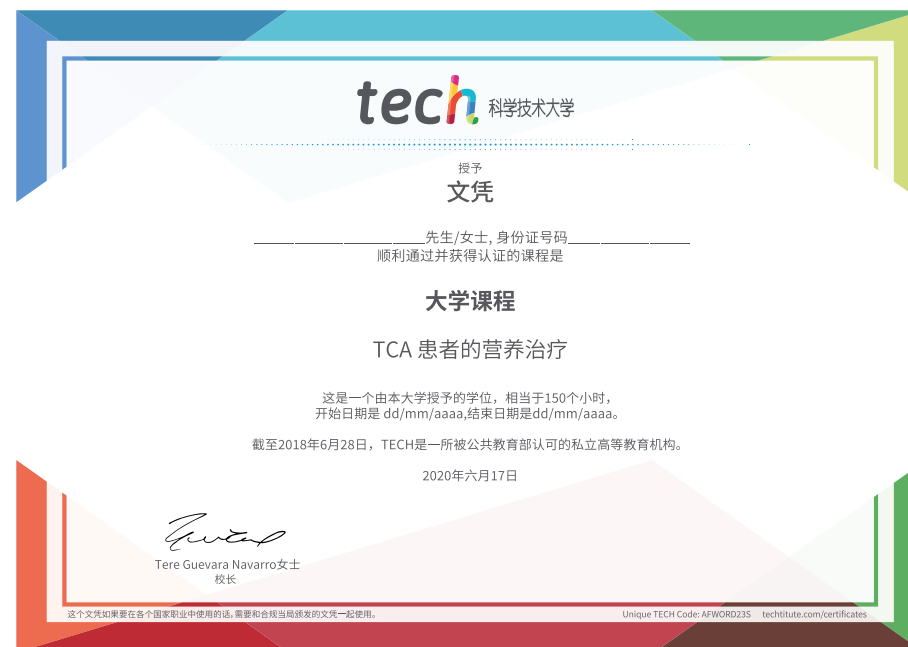 tech 科学技术大学
授予
文凭
先生/女士, 身份证号码
顺利通过并获得认证的课程是
大学课程
TCA 患者的营养治疗
这是一个由本大学授予的学位，相当于150个小时，
开始日期是 dd/mm/aaaa,结束日期是dd/mm/aaaa。
截至2018年6月28日，TECH是一所被公共教育部认可的私立高等教育机构。
2020年六月17日
Tere Guevara Navarro女士
校长
这个文凭如果要在各个国家职业中使用的话,需要和合规当局颁发的文凭一起使用。
Unique TECH Code: AFWORD23S techtitute.com/certificates